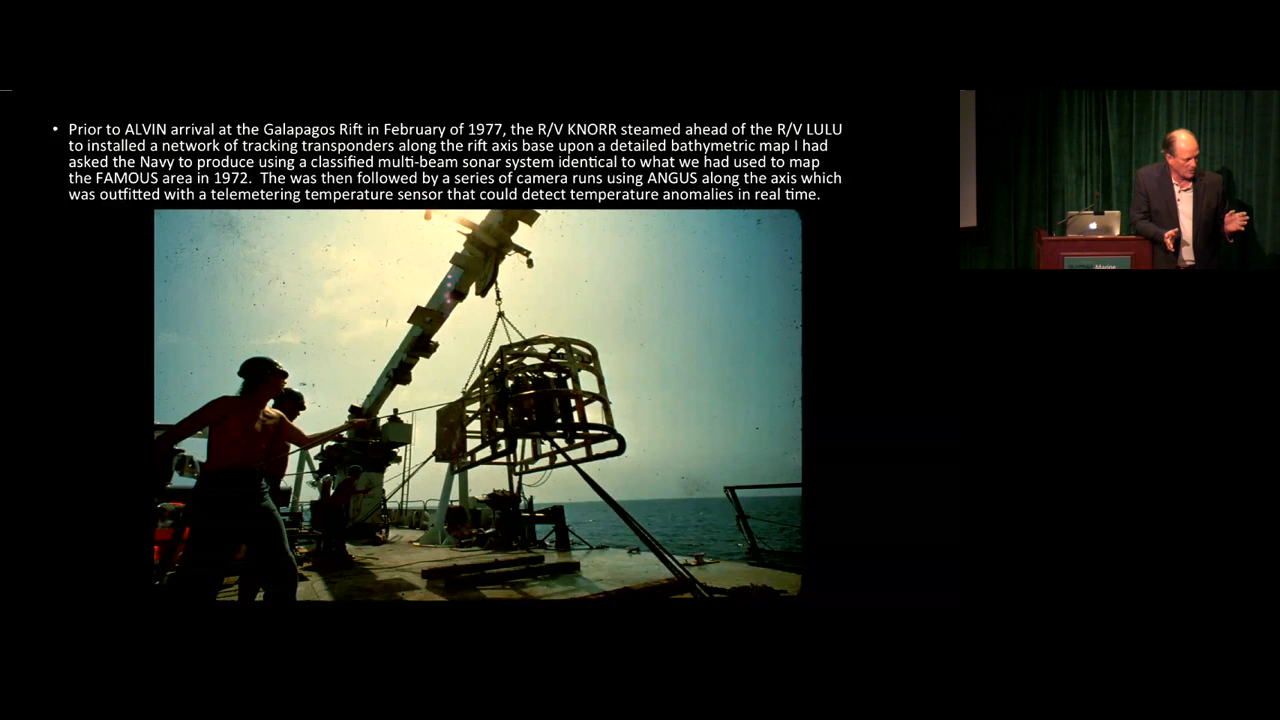 • Prior to ALVIN arrival at the Galapagos Rift in February of 1977, the R/V KNORR steamed ahead of the R/V LULU
to installed a network of tracking transponders along the rift axis base upon a detailed bathymetric map I had
asked the Navy to produce using a classified multi-beam sonar system identical to what we had used to map
the FAMOUS area in 1972.  The was then followed by a series of camera runs using ANGUS along the axis which
was outfitted with a telemetering temperature sensor that could detect temperature anomalies in real time.
Marine